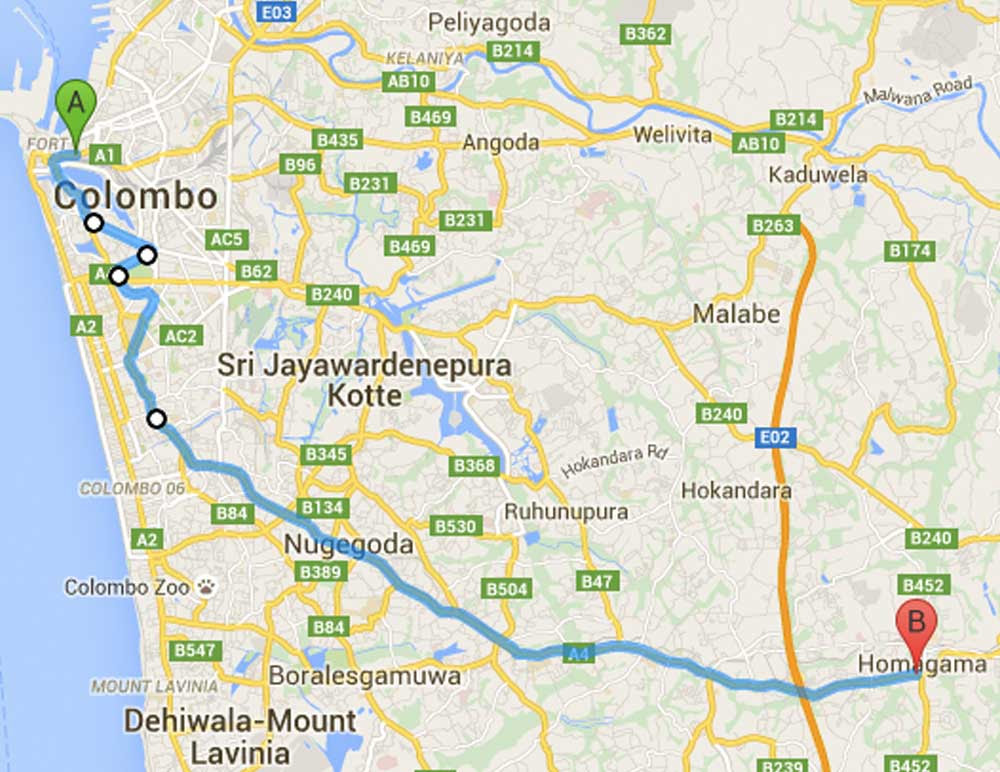 E03
Peliyagoda
B362
B214
KELANIYA
AB10
Malwana Road
A
B469
B214
FORT
A1
B435
Angoda
Welivita
AB10
B96
Kaduwela
B231
Colombo
B231
B263
AC5
B469
B174
A4
B62
B240
A2
AC2
Malabe
Sri Jayawardenepura
Kotte
B240
E02
B345
B368
Hokandara Rd
COLOMBO 06
Hokandara
B84
B134
B530
Ruhunupura
A2
Nugegoda
B240
B389
Colombo Zoo
B504
B47
B452
B84
B
B547
A4
Homagama
MOUNT LAVINIA
Boralesgamuwa
Dehiwala-Mount
Lavinia
B239
B452